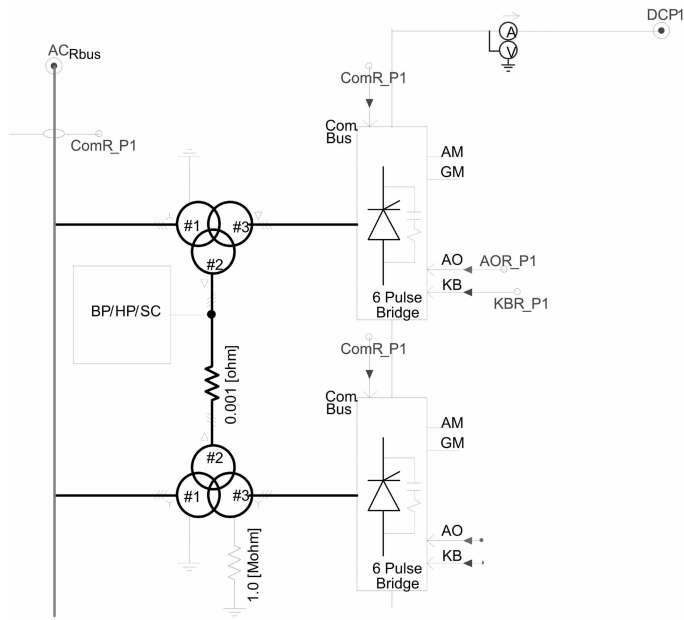 DCP1
A
V
AC Rbus
ComR_P1
ComR_P1
Com.
Bus
AM
GM
#1
#3
#2
AO
AOR_P1
KB
KBR_P1
6 Pulse
Bridge
BP/HP/SC
0.001 [ohm]
ComR_P1
Com.
Bus
AM
GM
#2
#1
#3
AO
KB
6 Pulse
Bridge
1.0 [Mohm]